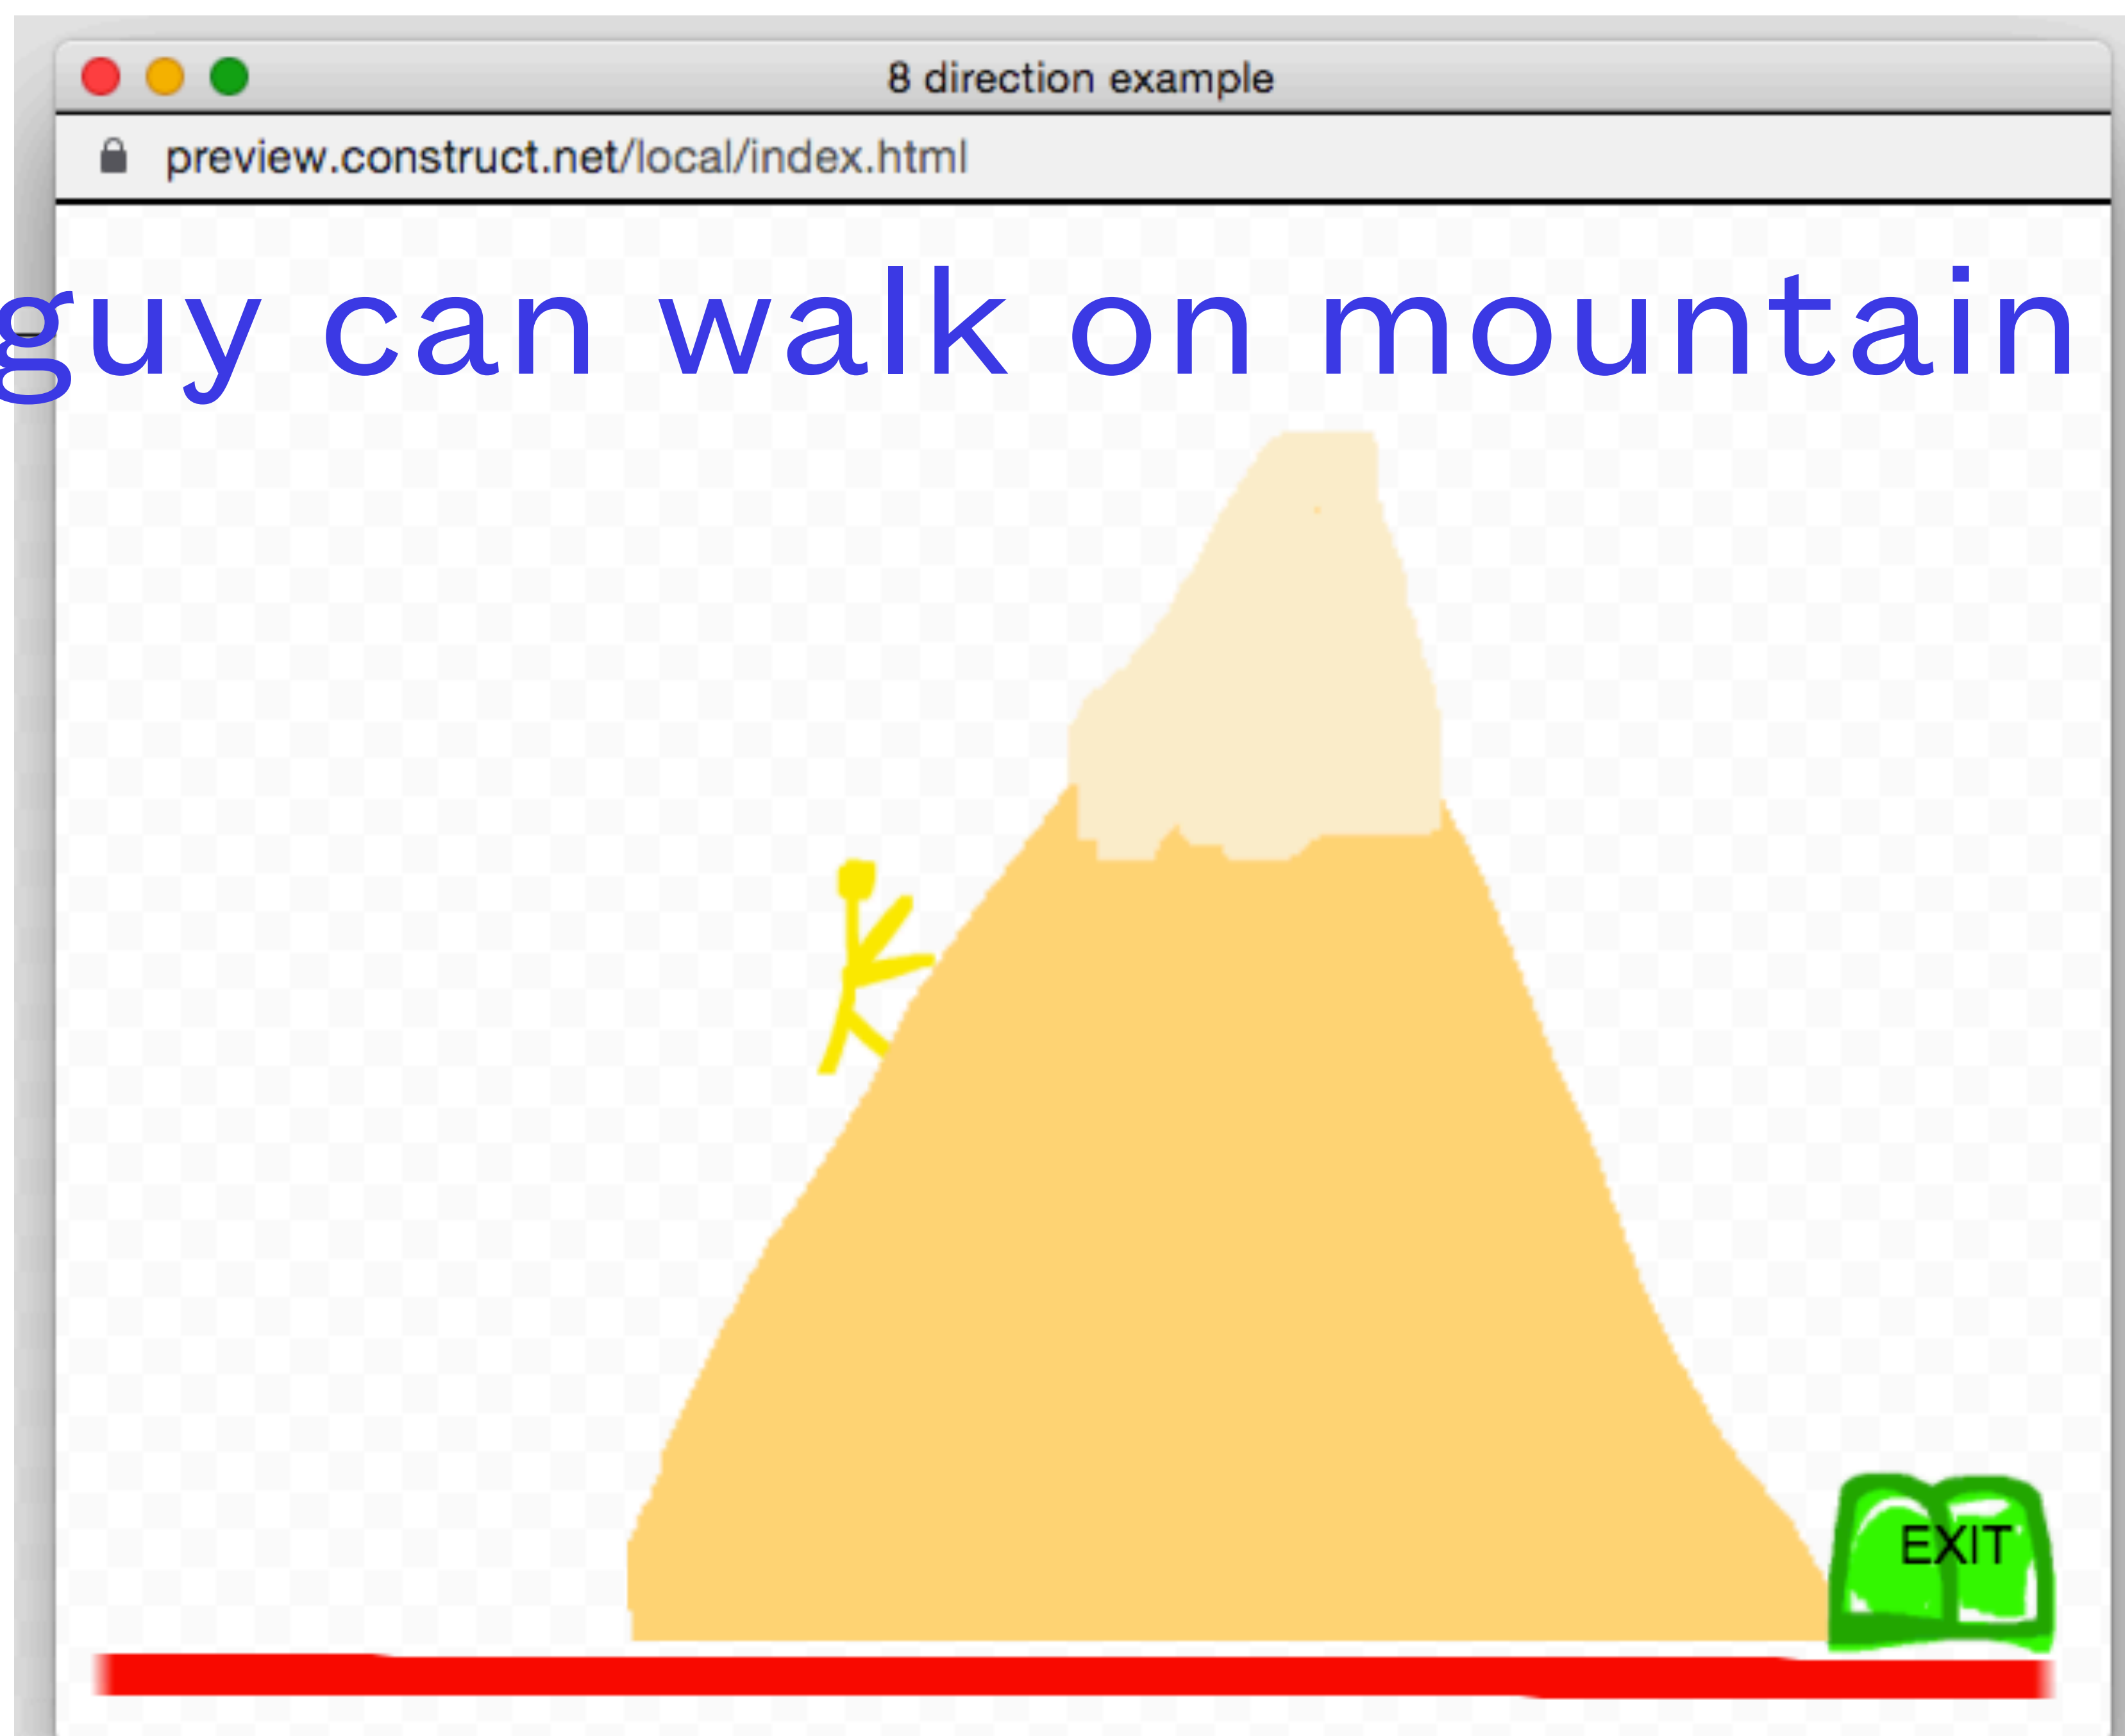 8 direction example
preview.construct.net/local/index.html
guy can walk on mountain
EXIT